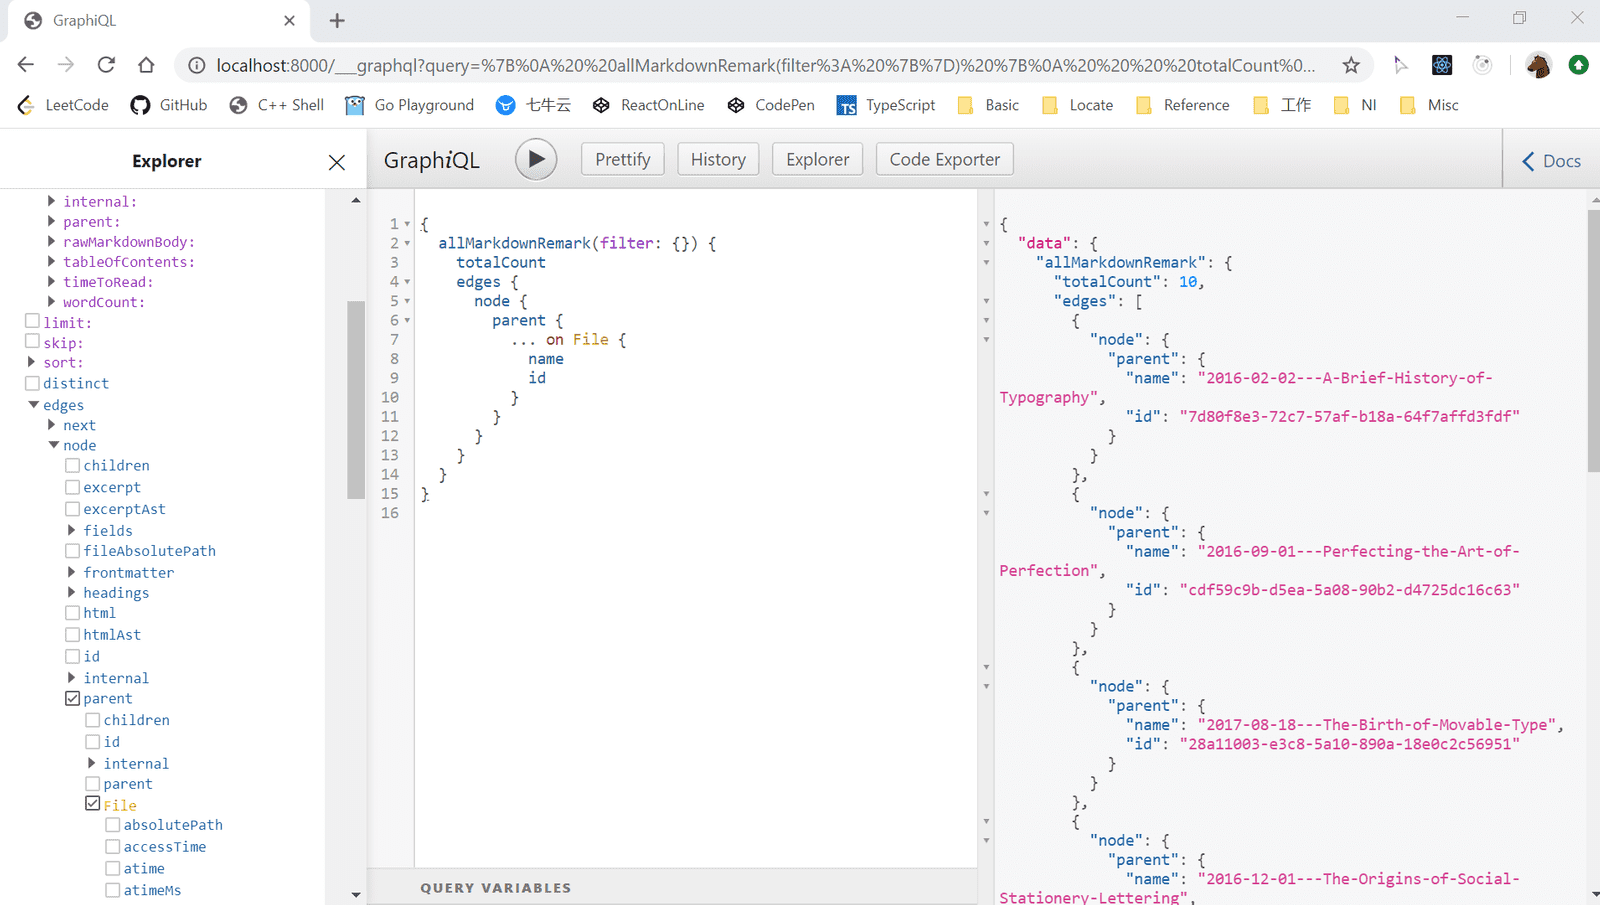 GraphiQL
localhost:8000/___graphql?query=%7B%0A%20%20allMarkdownRemark(filter%3A%20%7B%7D)%20%7B%0A%20%20%20%20totalCount%0...
LeetCode GitHub C++ Shell Go Playground 七牛云 ReactOnLine CodePen TypeScript Basic Locate Reference 工作 NI Misc
Explorer
GraphiQL Prettify History Explorer Code Exporter Docs
internal:
parent:
rawMarkdownBody:
tableOfContents:
timeToRead:
wordCount:
limit:
skip:
sort:
distinct
edges
next
node
children
excerpt
excerptAst
fields
fileAbsolutePath
frontmatter
headings
html
htmlAst
id
internal
parent
children
id
internal
parent
File
absolutePath
accessTime
atime
atimeMs
1 {
2 allMarkdownRemark(filter: {}) {
3 totalCount
4 edges {
5 node {
6 parent {
7 ... on File {
8 name
9 id
10 }
11 }
12 }
13 }
14 }
15 }
16
QUERY VARIABLES
{
"data": {
"allMarkdownRemark": {
"totalCount": 10,
"edges": [
{
"node": {
"parent": {
"name": "2016-02-02---A-Brief-History-of-
Typography",
"id": "7d80f8e3-72c7-57af-b18a-64f7affd3fdf"
}
}
},
{
"node": {
"parent": {
"name": "2016-09-01---Perfecting-the-Art-of-
Perfection",
"id": "cdf59c9b-d5ea-5a08-90b2-d4725dc16c63"
}
}
},
{
"node": {
"parent": {
"name": "2017-08-18---The-Birth-of-Movable-Type",
"id": "28a11003-e3c8-5a10-890a-18e0c2c56951"
}
}
},
{
"node": {
"parent": {
"name": "2016-12-01---The-Origins-of-Social-
Stationery-Lettering",